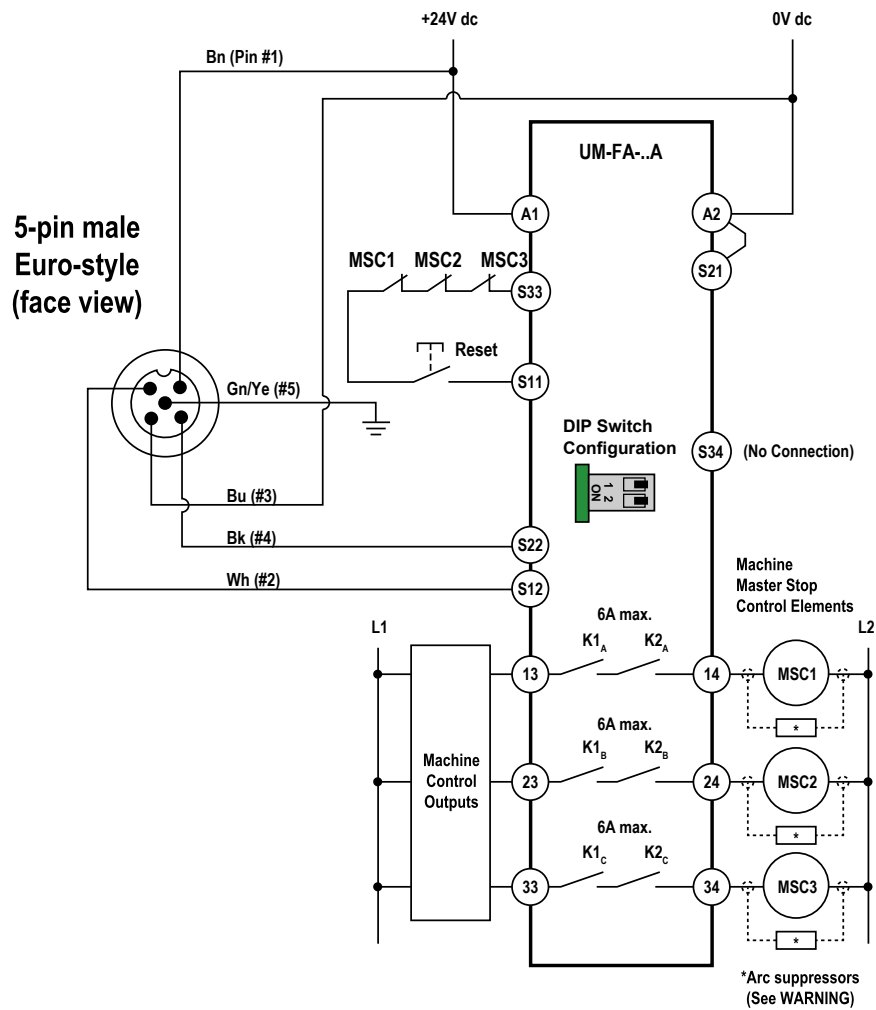 +24V dc
0V dc
Bn (Pin #1)
UM-FA-..A
5-pin male
Euro-style
(face view)
A1
A2
S21
MSC1 MSC2 MSC3
S33
Reset
S11
Gn/Ye (#5)
DIP Switch
Configuration
S34
(No Connection)
1 2
ON
Bu (#3)
Bk (#4)
S22
Wh (#2)
S12
Machine
Master Stop
Control Elements
L1
L2
6A max.
K1A K2A
13
14
MSC1
*
6A max.
K1B K2B
Machine
Control
Outputs
23
24
MSC2
*
6A max.
K1C K2C
33
34
MSC3
*
*Arc suppressors
(See WARNING)